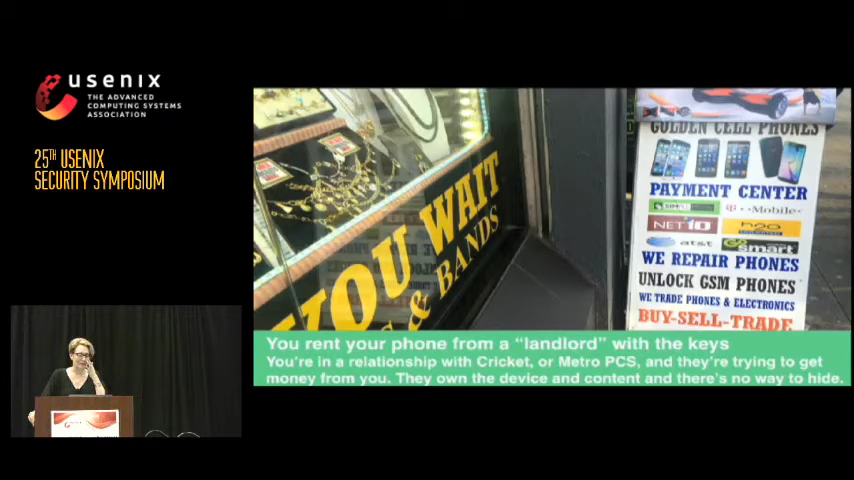 usenix
THE ADVANCED
COMPUTING SYSTEMS
ASSOCIATION
25TH USENIX
SECURITY SYMPOSIUM
YOU WAIT
& BANDS
GOLDEN CELL PHONES
PAYMENT CENTER
SIMPLE
T-Mobile
NET10
h2o
at&t
smart
WE REPAIR PHONES
UNLOCK GSM PHONES
WE TRADE PHONES & ELECTRONICS
BUY-SELL-TRADE
You rent your phone from a “landlord” with the keys
You're in a relationship with Cricket, or Metro PCS, and they're trying to get
money from you. They own the device and content and there's no way to hide.